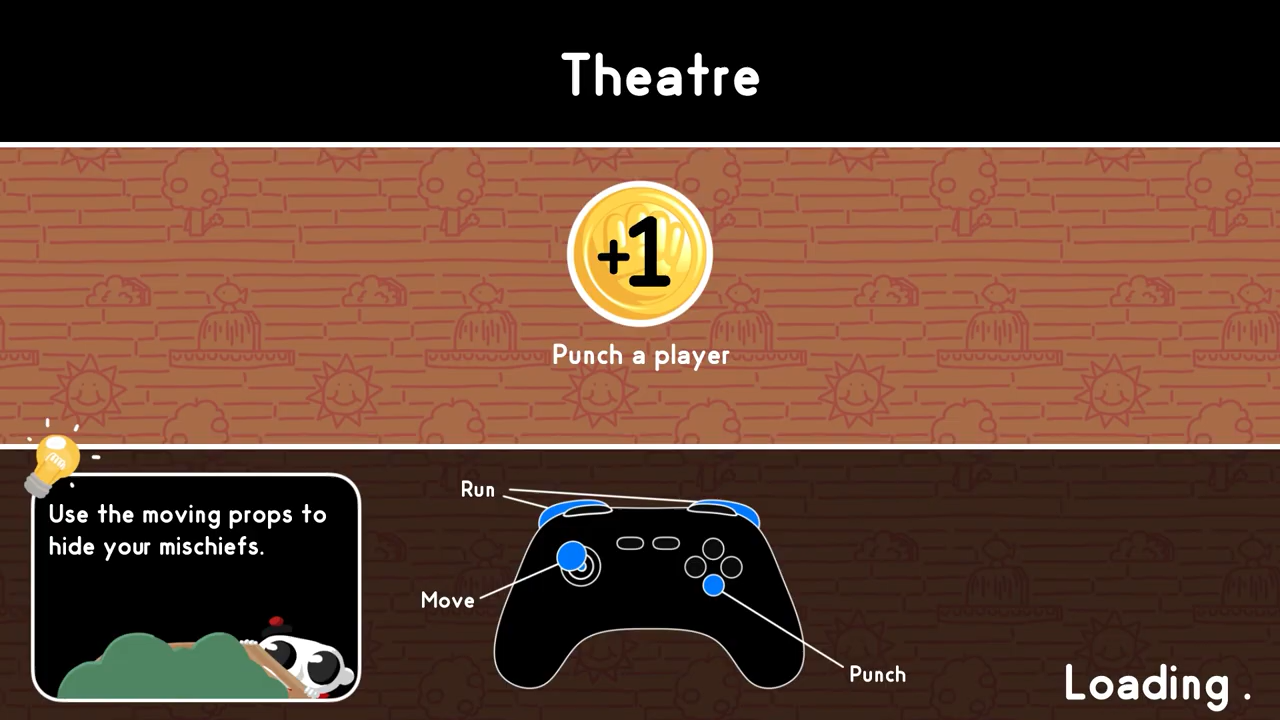 Theatre
+1
Punch a player
Use the moving props to
hide your mischiefs.
Run
Move
Punch
Loading .